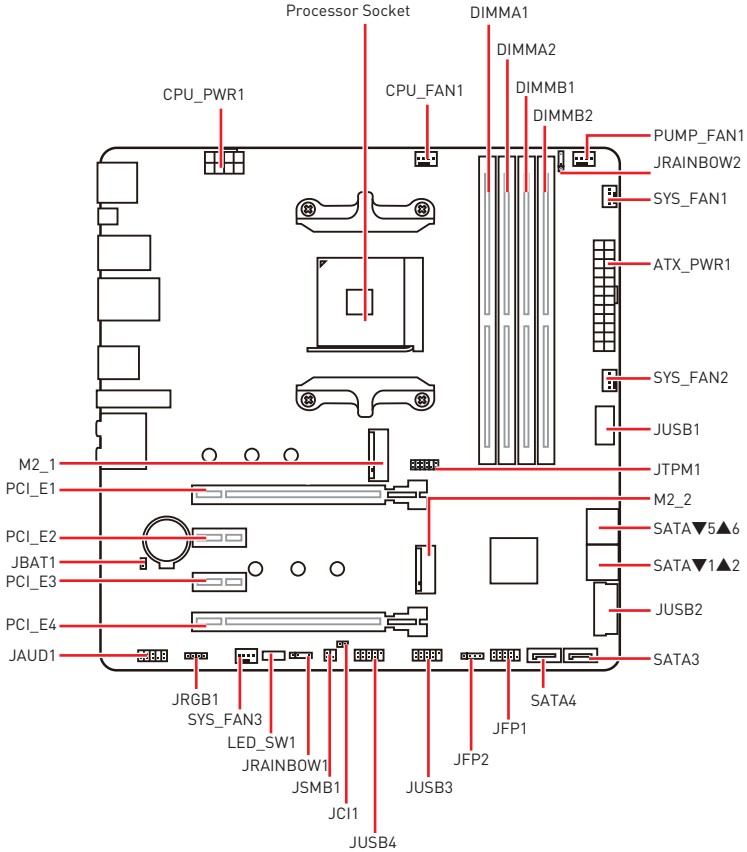 Processor Socket
DIMMA1
DIMMA2
CPU_PWR1
CPU_FAN1
DIMMB1
DIMMB2
PUMP_FAN1
JRAINBOW2
SYS_FAN1
ATX_PWR1
SYS_FAN2
JUSB1
M2_1
JTPM1
PCI_E1
M2_2
PCI_E2
SATA▼5▲6
JBAT1
SATA▼1▲2
PCI_E3
JUSB2
PCI_E4
JAUD1
SATA3
JRGB1
SATA4
SYS_FAN3
JFP1
LED_SW1
JFP2
JRAINBOW1
JSMB1
JUSB3
JCI1
JUSB4